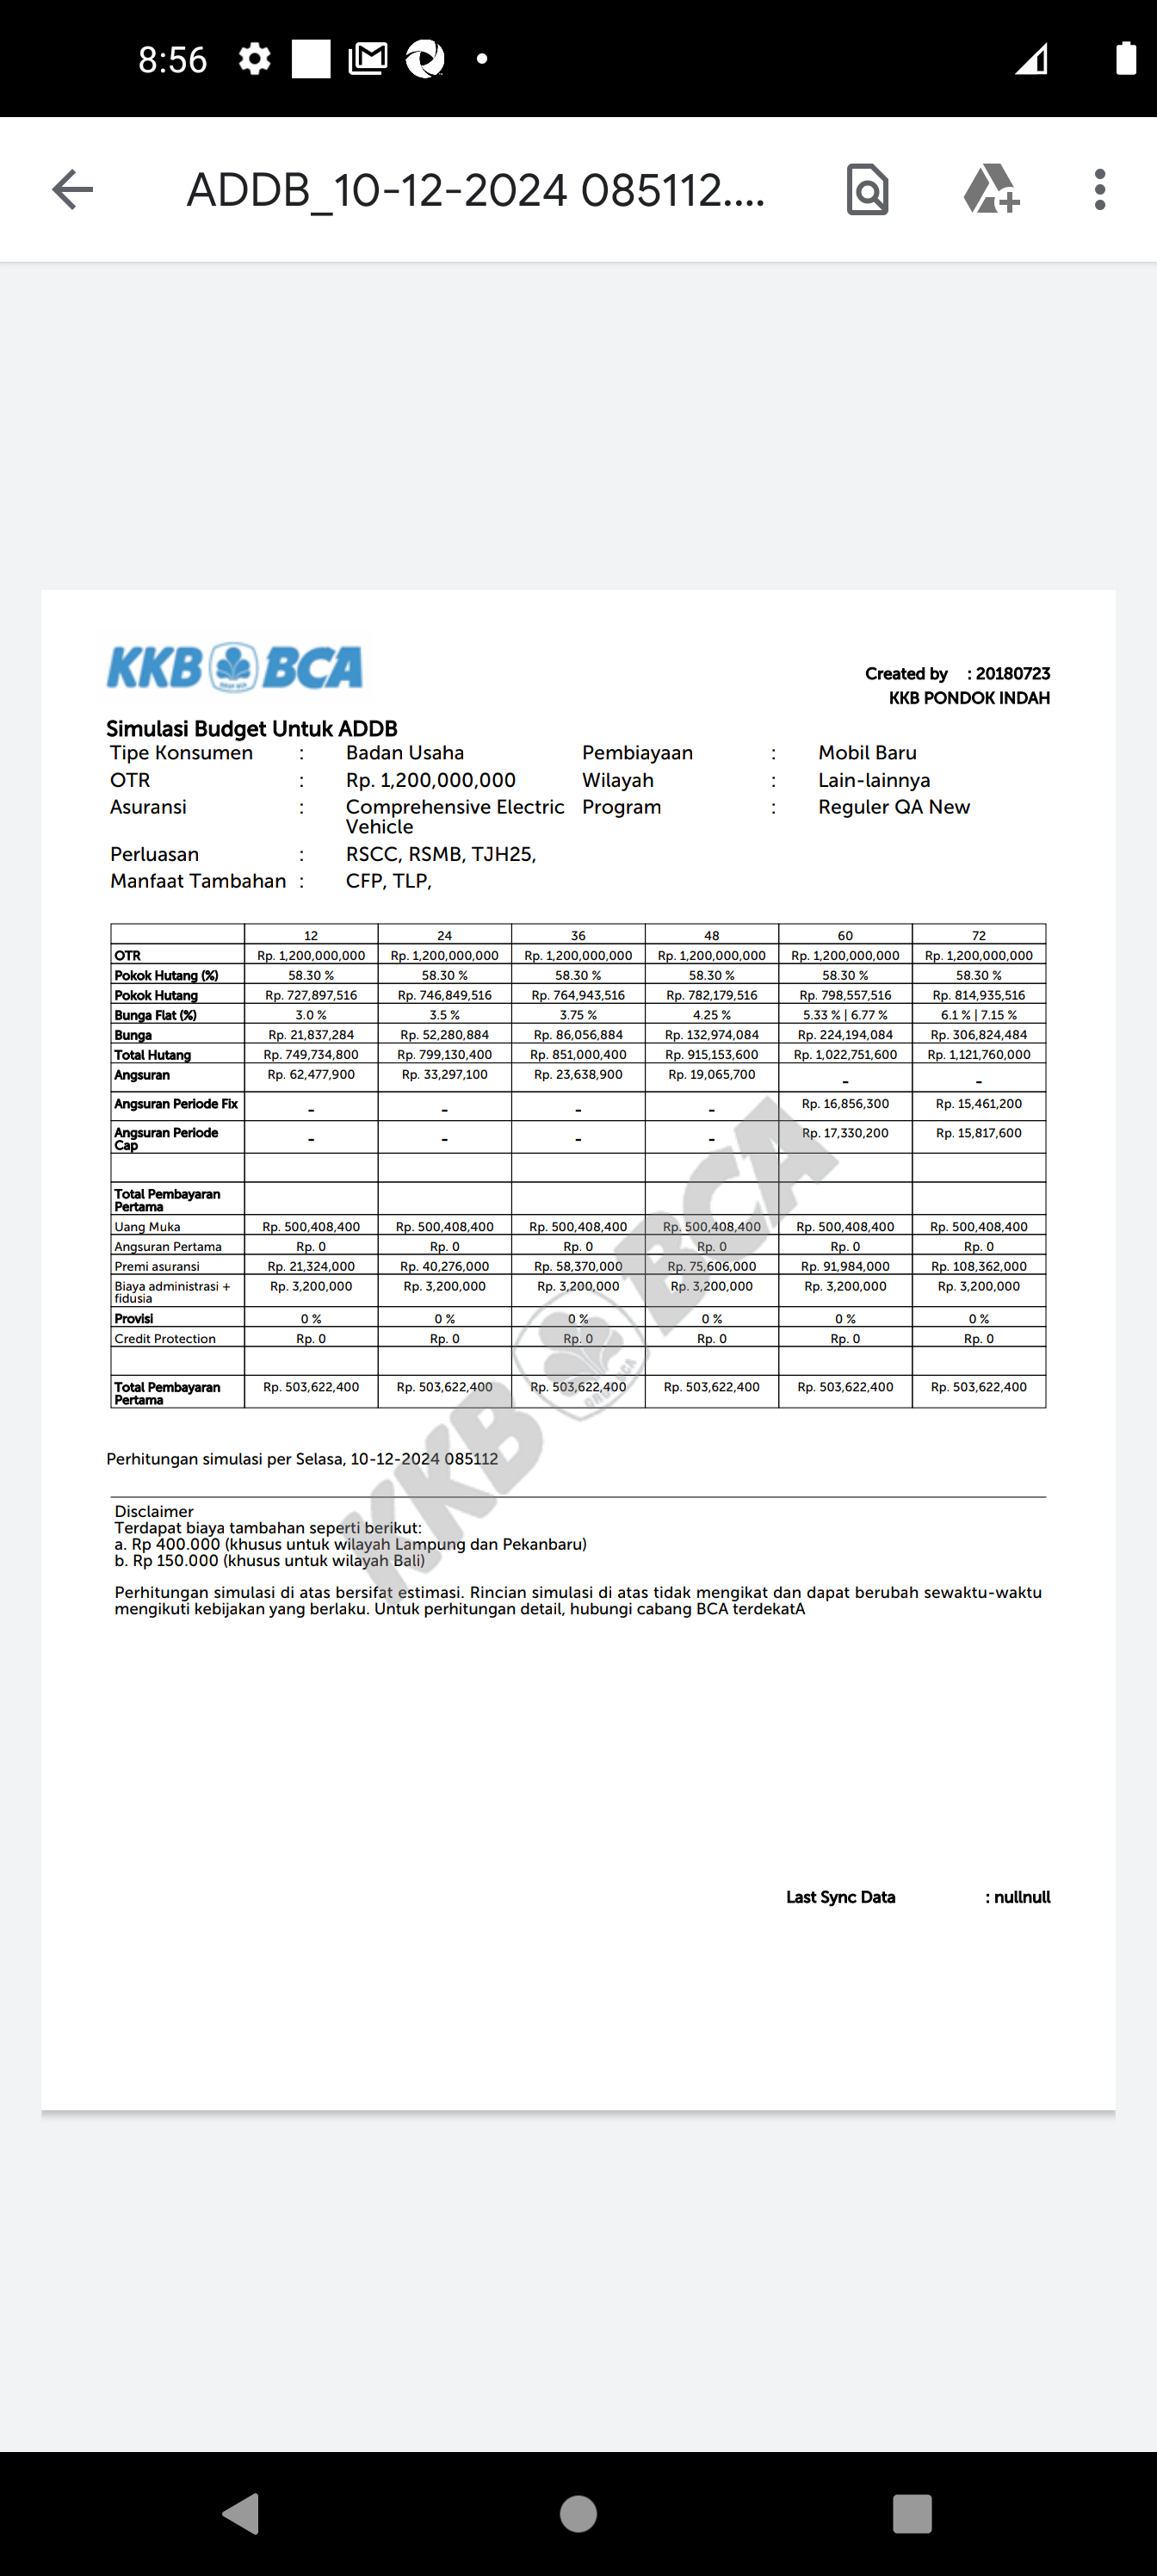 8:56
ADDB_10-12-2024 085112....
KKB BCA
Created by : 20180723
KKB PONDOK INDAH
Simulasi Budget Untuk ADDB
Tipe Konsumen : Badan Usaha Pembiayaan : Mobil Baru
OTR : Rp. 1,200,000,000 Wilayah : Lain-lainnya
Asuransi : Comprehensive Electric Program : Reguler QA New
Vehicle
Perluasan : RSCC, RSMB, TJH25,
Manfaat Tambahan : CFP, TLP,
12 24 36 48 60 72
OTR Rp. 1,200,000,000 Rp. 1,200,000,000 Rp. 1,200,000,000 Rp. 1,200,000,000 Rp. 1,200,000,000 Rp. 1,200,000,000
Pokok Hutang (%) 58.30 % 58.30 % 58.30 % 58.30 % 58.30 % 58.30 %
Pokok Hutang Rp. 727,897,516 Rp. 746,849,516 Rp. 764,943,516 Rp. 782,179,516 Rp. 798,557,516 Rp. 814,935,516
Bunga Flat (%) 3.0 % 3.5 % 3.75 % 4.25 % 5.33 % | 6.77 % 6.1 % | 7.15 %
Bunga Rp. 21,837,284 Rp. 52,280,884 Rp. 86,056,884 Rp. 132,974,084 Rp. 224,194,084 Rp. 306,824,484
Total Hutang Rp. 749,734,800 Rp. 799,130,400 Rp. 851,000,400 Rp. 915,153,600 Rp. 1,022,751,600 Rp. 1,121,760,000
Angsuran Rp. 62,477,900 Rp. 33,297,100 Rp. 23,638,900 Rp. 19,065,700 - -
Angsuran Periode Fix - - - - Rp. 16,856,300 Rp. 15,461,200
Angsuran Periode - - - - Rp. 17,330,200 Rp. 15,817,600
Cap
Total Pembayaran
Pertama
Uang Muka Rp. 500,408,400 Rp. 500,408,400 Rp. 500,408,400 Rp. 500,408,400 Rp. 500,408,400 Rp. 500,408,400
Angsuran Pertama Rp. 0 Rp. 0 Rp. 0 Rp. 0 Rp. 0 Rp. 0
Premi asuransi Rp. 21,324,000 Rp. 40,276,000 Rp. 58,370,000 Rp. 75,606,000 Rp. 91,984,000 Rp. 108,362,000
Biaya administrasi + Rp. 3,200,000 Rp. 3,200,000 Rp. 3,200,000 Rp. 3,200,000 Rp. 3,200,000 Rp. 3,200,000
fidusia
Provisi 0 % 0 % 0 % 0 % 0 % 0 %
Credit Protection Rp. 0 Rp. 0 Rp. 0 Rp. 0 Rp. 0 Rp. 0
Total Pembayaran Rp. 503,622,400 Rp. 503,622,400 Rp. 503,622,400 Rp. 503,622,400 Rp. 503,622,400 Rp. 503,622,400
Pertama
KKB BCA
Perhitungan simulasi per Selasa, 10-12-2024 085112
Disclaimer
Terdapat biaya tambahan seperti berikut:
a. Rp 400.000 (khusus untuk wilayah Lampung dan Pekanbaru)
b. Rp 150.000 (khusus untuk wilayah Bali)
Perhitungan simulasi di atas bersifat estimasi. Rincian simulasi di atas tidak mengikat dan dapat berubah sewaktu-waktu
mengikuti kebijakan yang berlaku. Untuk perhitungan detail, hubungi cabang BCA terdekatA
Last Sync Data : nullnull